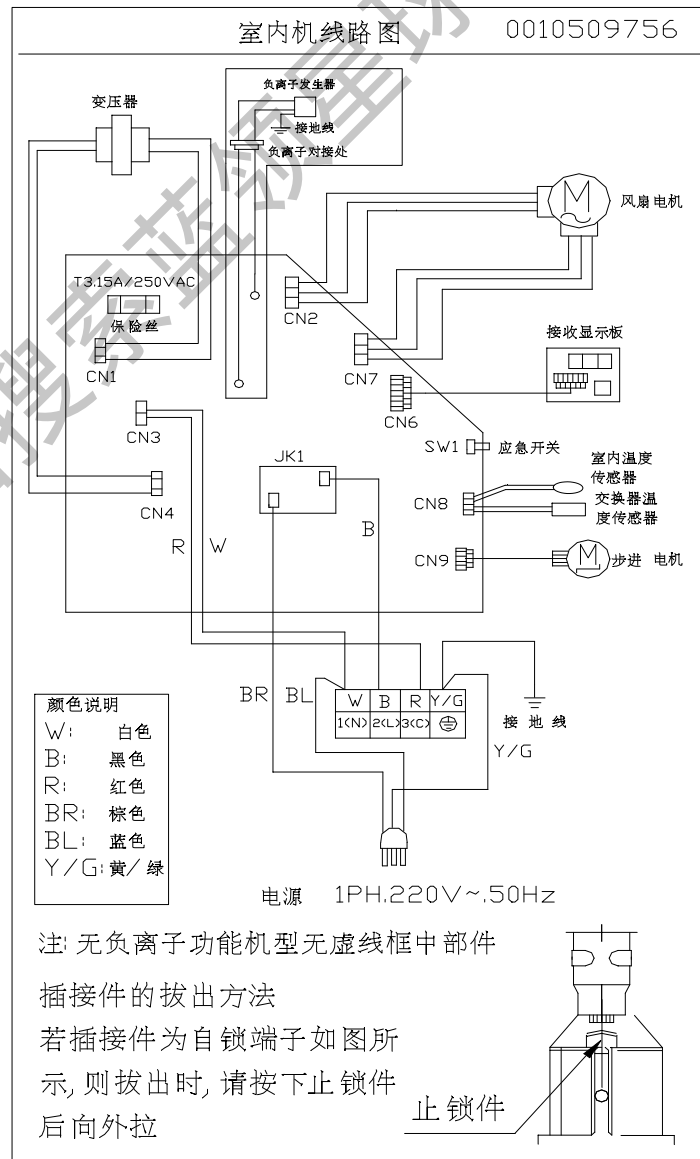 室内机线路图 0010509756
搜索蓝领星球
负离子发生器
接地线
负离子对接处
变压器
M
风扇电机
T3.15A/250VAC
保险丝
CN1
CN2
CN7
接收显示板
CN6
CN3
SW1 应急开关
JK1
室内温度
传感器
CN8
交换器温
度传感器
CN4
R W
B
CN9
M
步进 电机
BR BL
W B R Y/G
1(N) 2(L) 3(C)
接 地 线
Y/G
颜色说明
W: 白色
B: 黑色
R: 红色
BR: 棕色
BL: 蓝色
Y/G: 黄/绿
电源 1PH.220V~.50Hz
注: 无负离子功能机型无虚线框中部件
插接件的拔出方法
若插接件为自锁端子如图所
示, 则拔出时, 请按下止锁件
后向外拉
止锁件